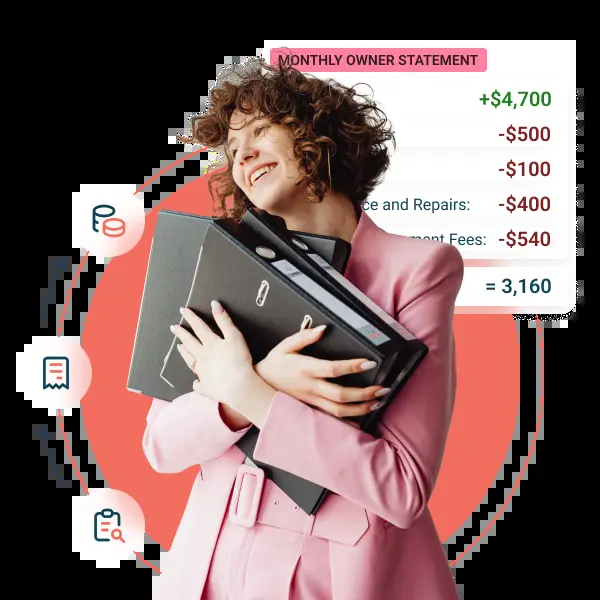 MONTHLY OWNER STATEMENT
+$4,700
-$500
-$100
ce and Repairs: -$400
ment Fees: -$540
= 3,160